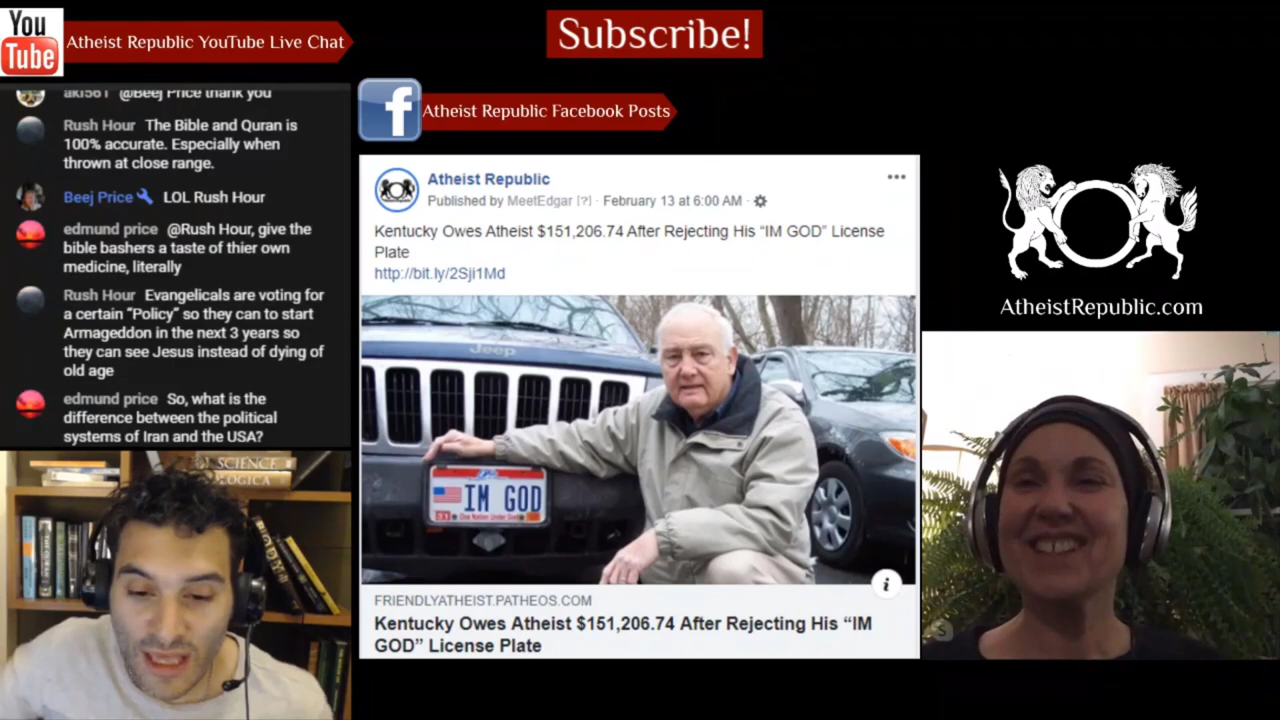 You
Tube
Atheist Republic YouTube Live Chat
Subscribe!
aki561 @Beej Price thank you
Rush Hour The Bible and Quran is
100% accurate. Especially when
thrown at close range.
Beej Price LOL Rush Hour
edmund price @Rush Hour, give the
bible bashers a taste of thier own
medicine, literally
Rush Hour Evangelicals are voting for
a certain “Policy” so they can to start
Armageddon in the next 3 years so
they can see Jesus instead of dying of
old age
edmund price So, what is the
difference between the political
systems of Iran and the USA?
f
Atheist Republic Facebook Posts
Atheist Republic
Published by MeetEdgar [?] · February 13 at 6:00 AM ·
Kentucky Owes Atheist $151,206.74 After Rejecting His “IM GOD” License
Plate
http://bit.ly/2Sji1Md
Jeep
IM GOD
One Nation Under God
i
FRIENDLYATHEIST.PATHEOS.COM
Kentucky Owes Atheist $151,206.74 After Rejecting His “IM
GOD” License Plate
AtheistRepublic.com
SCIENCE
LOGICA
S